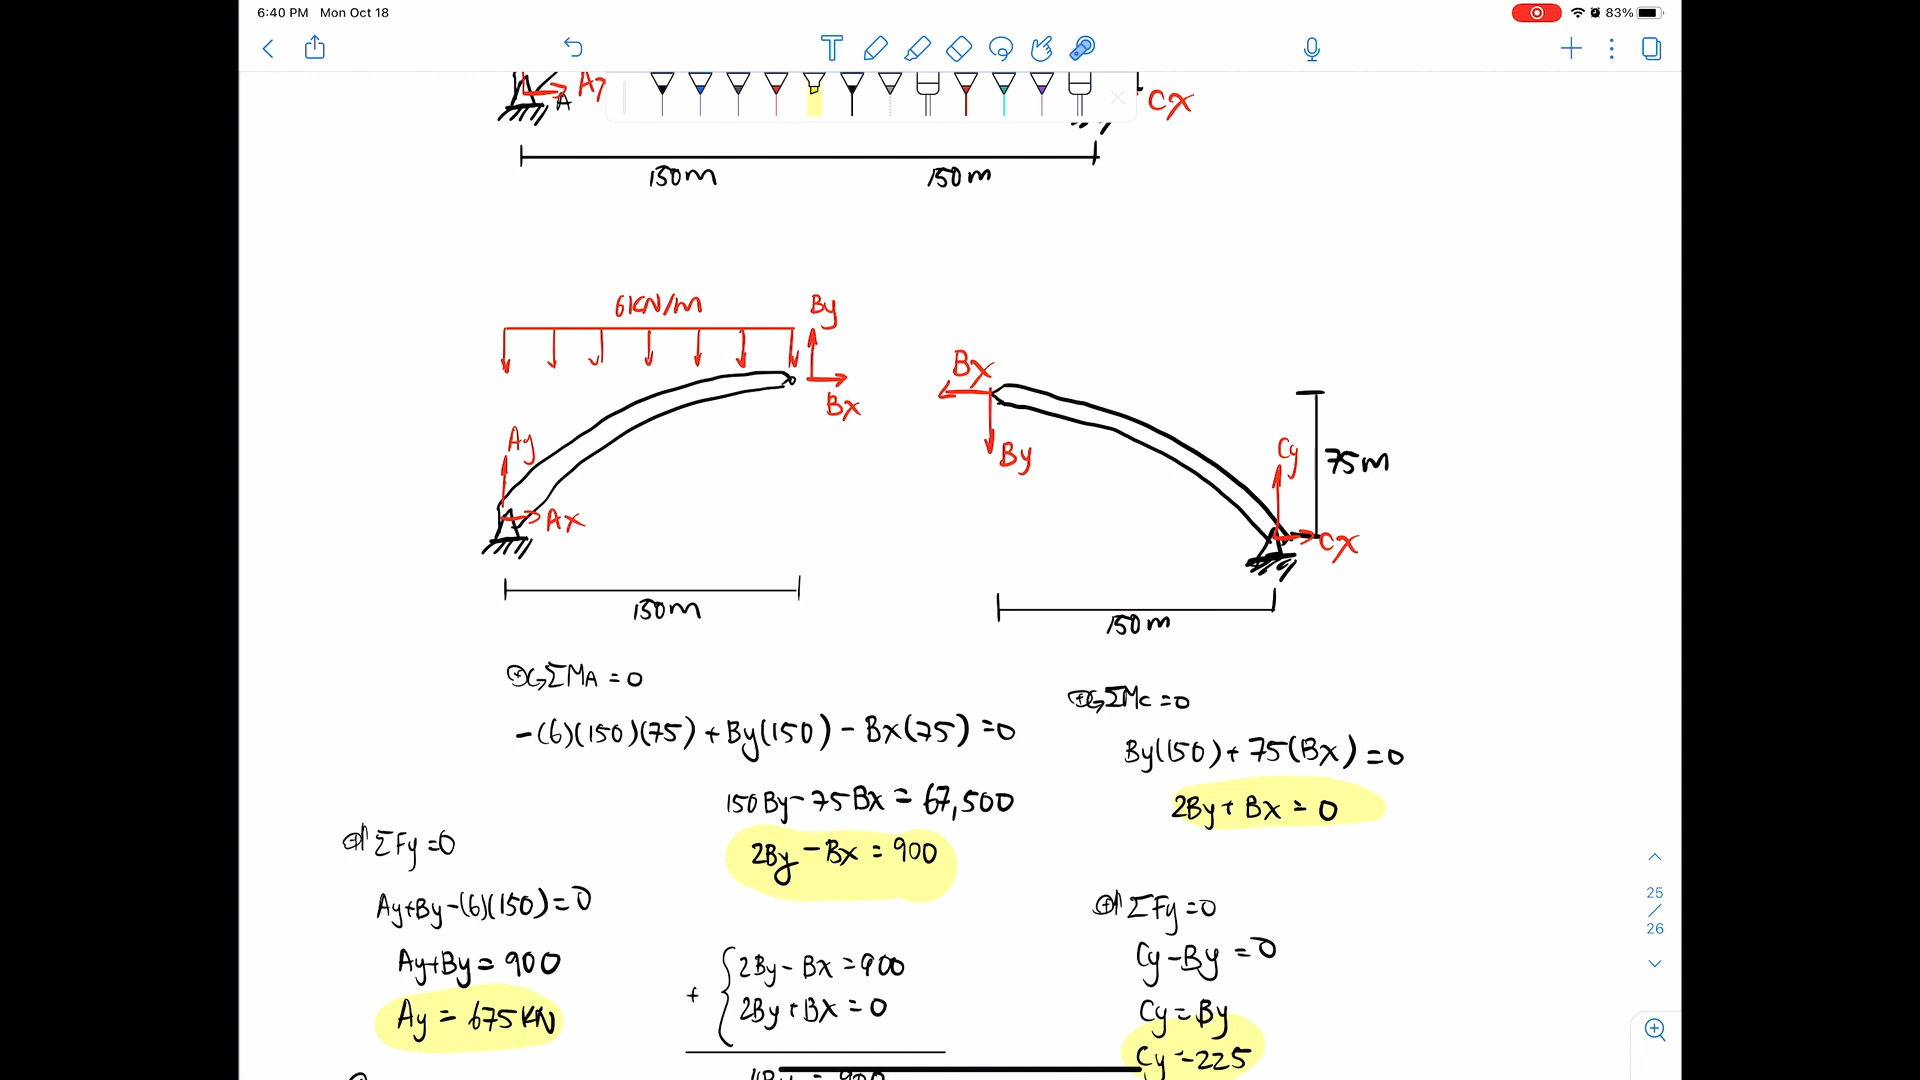 6:40 PM Mon Oct 18
83%
A
Cx
150m
150m
6KN/m
By
Bx
Ay
Ax
150m
Bx
By
Cy
75m
Cx
150m
ΣMA = 0
-(6)(150)(75) + By(150) - Bx(75) = 0
150By - 75Bx = 67,500
2By - Bx = 900
ΣMc = 0
By(150) + 75(Bx) = 0
2By + Bx = 0
ΣFy = 0
Ay + By - (6)(150) = 0
Ay + By = 900
Ay = 675 KN
+
2By - Bx = 900
2By + Bx = 0
ΣFy = 0
Cy - By = 0
Cy = By
Cy = 225
25
/
26